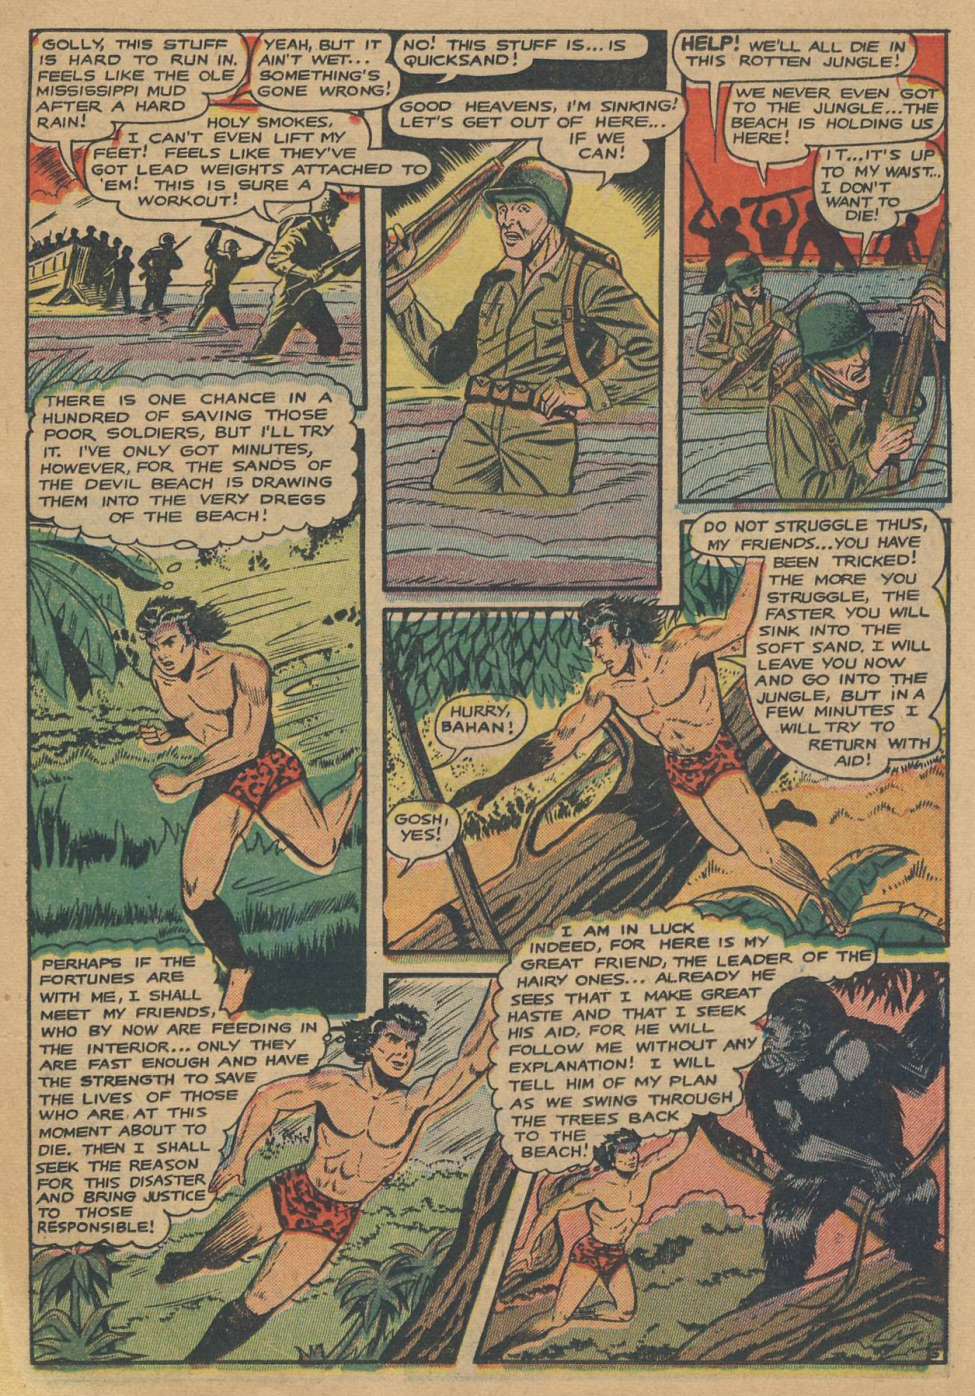 GOLLY, THIS STUFF
IS HARD TO RUN IN.
FEELS LIKE THE OLE
MISSISSIPPI MUD
AFTER A HARD
RAIN!
YEAH, BUT IT
AIN'T WET...
SOMETHING'S
GONE WRONG!
HOLY SMOKES,
I CAN'T EVEN LIFT MY
FEET! FEELS LIKE THEY'VE
GOT LEAD WEIGHTS ATTACHED TO
'EM! THIS IS SURE A
WORKOUT!
NO! THIS STUFF IS... IS
QUICKSAND!
GOOD HEAVENS, I'M SINKING!
LET'S GET OUT OF HERE...
IF WE
CAN!
HELP! WE'LL ALL DIE IN
THIS ROTTEN JUNGLE!
WE NEVER EVEN GOT
TO THE JUNGLE...THE
BEACH IS HOLDING US
HERE!
IT...IT'S UP
TO MY WAIST...
I DON'T
WANT TO
DIE!
THERE IS ONE CHANCE IN A
HUNDRED OF SAVING THOSE
POOR SOLDIERS, BUT I'LL TRY
IT. I'VE ONLY GOT MINUTES,
HOWEVER, FOR THE SANDS OF
THE DEVIL BEACH IS DRAWING
THEM INTO THE VERY DREGS
OF THE BEACH!
DO NOT STRUGGLE THUS,
MY FRIENDS...YOU HAVE
BEEN TRICKED!
THE MORE YOU
STRUGGLE, THE
FASTER YOU WILL
SINK INTO THE
SOFT SAND. I WILL
LEAVE YOU NOW
AND GO INTO THE
JUNGLE, BUT IN A
FEW MINUTES I
WILL TRY TO
RETURN WITH
AID!
HURRY,
BAHAN!
GOSH,
YES!
PERHAPS IF THE
FORTUNES ARE
WITH ME, I SHALL
MEET MY FRIENDS,
WHO BY NOW ARE FEEDING IN
THE INTERIOR... ONLY THEY
ARE FAST ENOUGH AND HAVE
THE STRENGTH TO SAVE
THE LIVES OF THOSE
WHO ARE AT THIS
MOMENT ABOUT TO
DIE. THEN I SHALL
SEEK THE REASON
FOR THIS DISASTER
AND BRING JUSTICE
TO THOSE
RESPONSIBLE!
I AM IN LUCK
INDEED, FOR HERE IS MY
GREAT FRIEND, THE LEADER OF THE
HAIRY ONES... ALREADY HE
SEES THAT I MAKE GREAT
HASTE AND THAT I SEEK
HIS AID, FOR HE WILL
FOLLOW ME WITHOUT ANY
EXPLANATION! I WILL
TELL HIM OF MY PLAN
AS WE SWING THROUGH
THE TREES BACK
TO THE
BEACH!
5